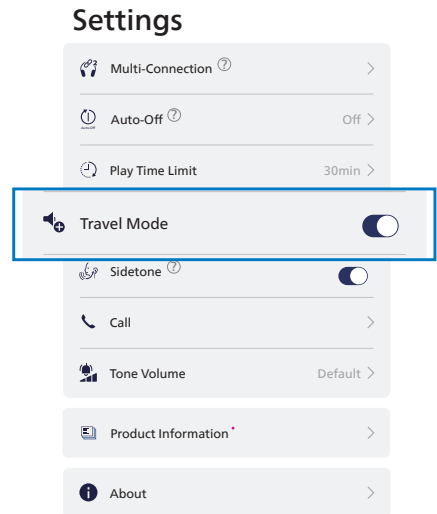 Settings
Multi-Connection ?
Auto-Off ? Off
Play Time Limit 30min
Travel Mode
Sidetone ?
Call
Tone Volume Default
Product Information
About